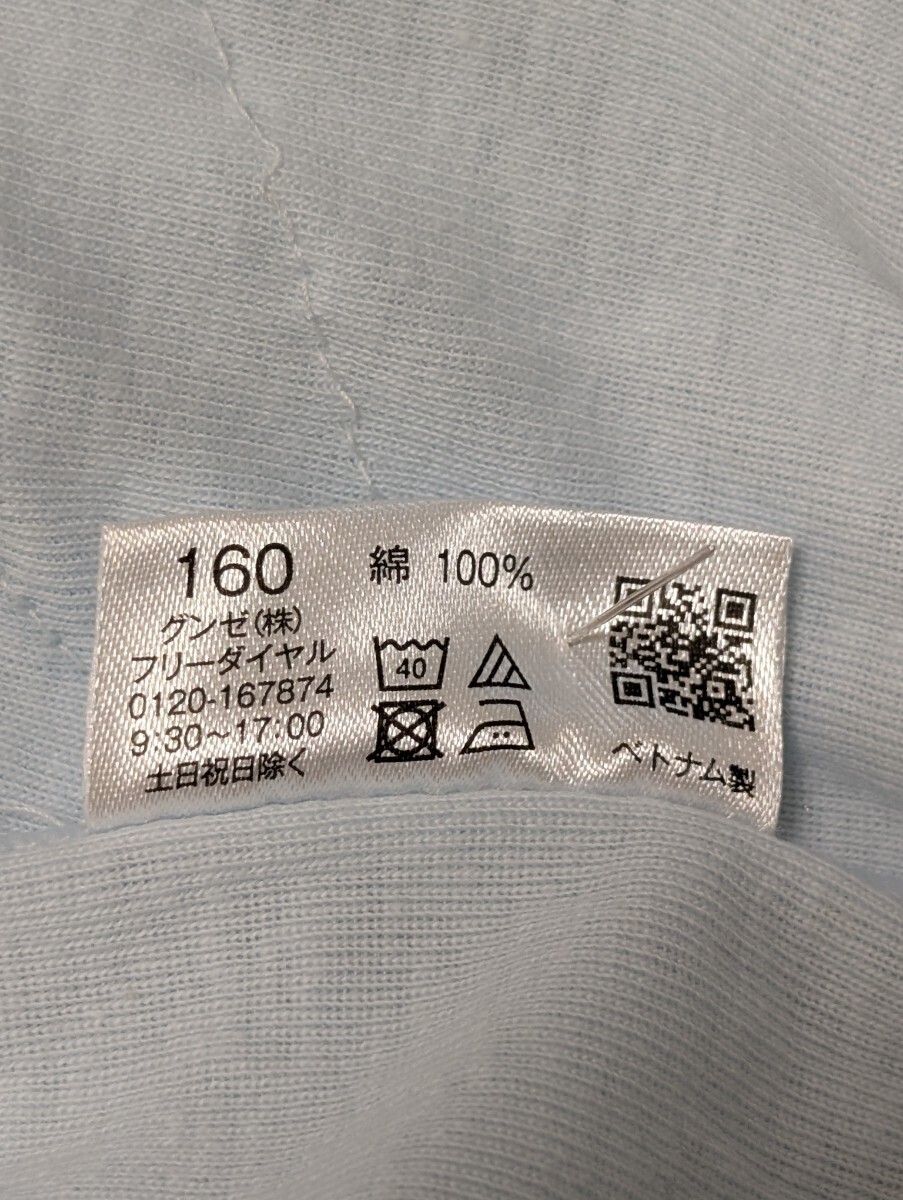 160
グンゼ(株)
フリーダイヤル
0120-167874
9:30～17:00
土日祝日除く
綿 100%
40
ベトナム製